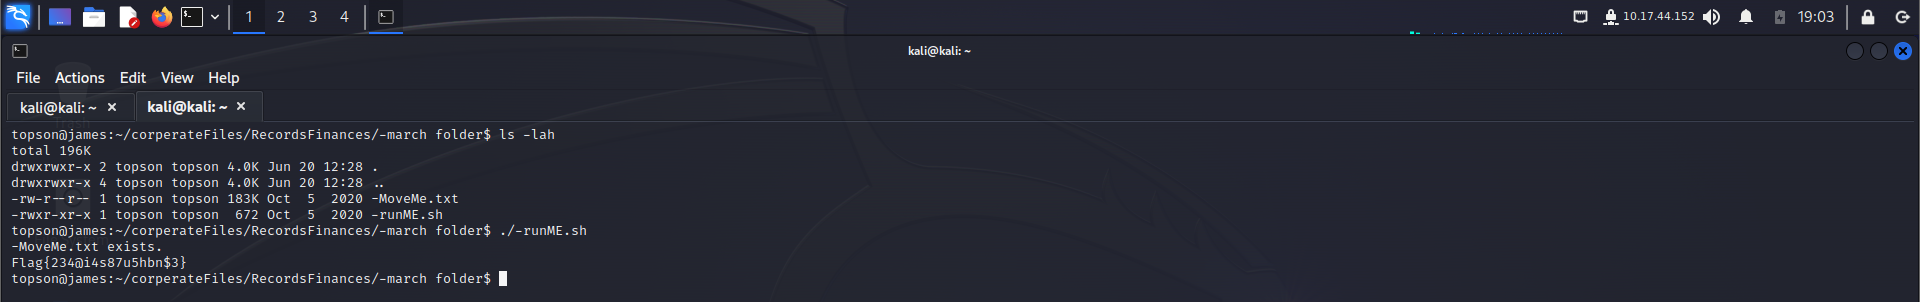 1 2 3 4 10.17.44.152 19:03
kali@kali: ~
File Actions Edit View Help
kali@kali: ~ × kali@kali: ~ ×
topson@james:~/corperateFiles/RecordsFinances/-march folder$ ls -lah
total 196K
drwxrwxr-x 2 topson topson 4.0K Jun 20 12:28 .
drwxrwxr-x 4 topson topson 4.0K Jun 20 12:28 ..
-rw-r--r-- 1 topson topson 183K Oct  5  2020 -MoveMe.txt
-rwxr-xr-x 1 topson topson  672 Oct  5  2020 -runME.sh
topson@james:~/corperateFiles/RecordsFinances/-march folder$ ./-runME.sh
-MoveMe.txt exists.
Flag{234@i4s87u5hbn$3}
topson@james:~/corperateFiles/RecordsFinances/-march folder$